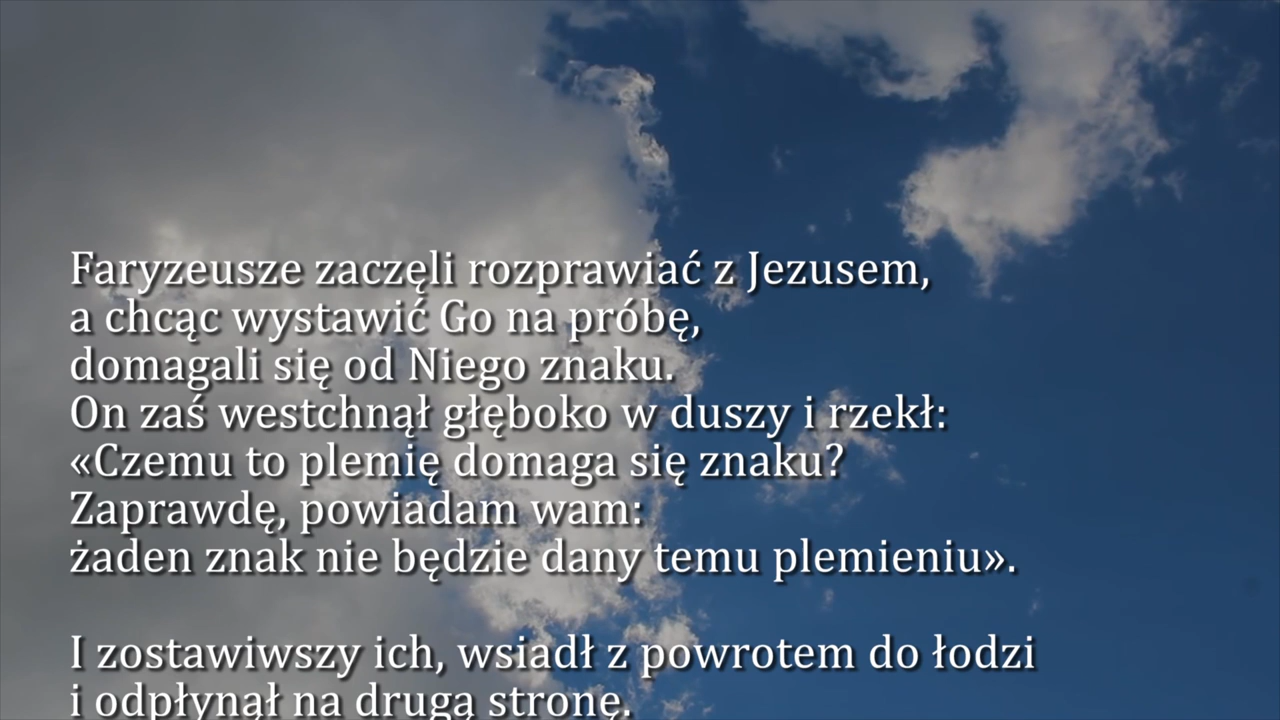 Faryzeusze zaczęli rozprawiać z Jezusem,
a chcąc wystawić Go na próbę,
domagali się od Niego znaku.
On zaś westchnął głęboko w duszy i rzekł:
«Czemu to plemię domaga się znaku?
Zaprawdę, powiadam wam:
żaden znak nie będzie dany temu plemieniu».
I zostawiwszy ich, wsiadł z powrotem do łodzi
i odpłynął na drugą stronę.